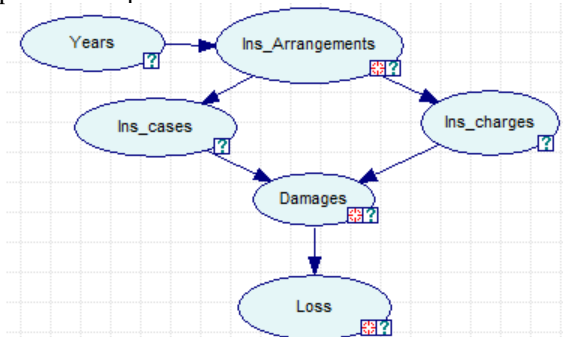 Years
Ins_Arrangements
?
?
Ins_cases
Ins_charges
?
?
Damages
?
Loss
?